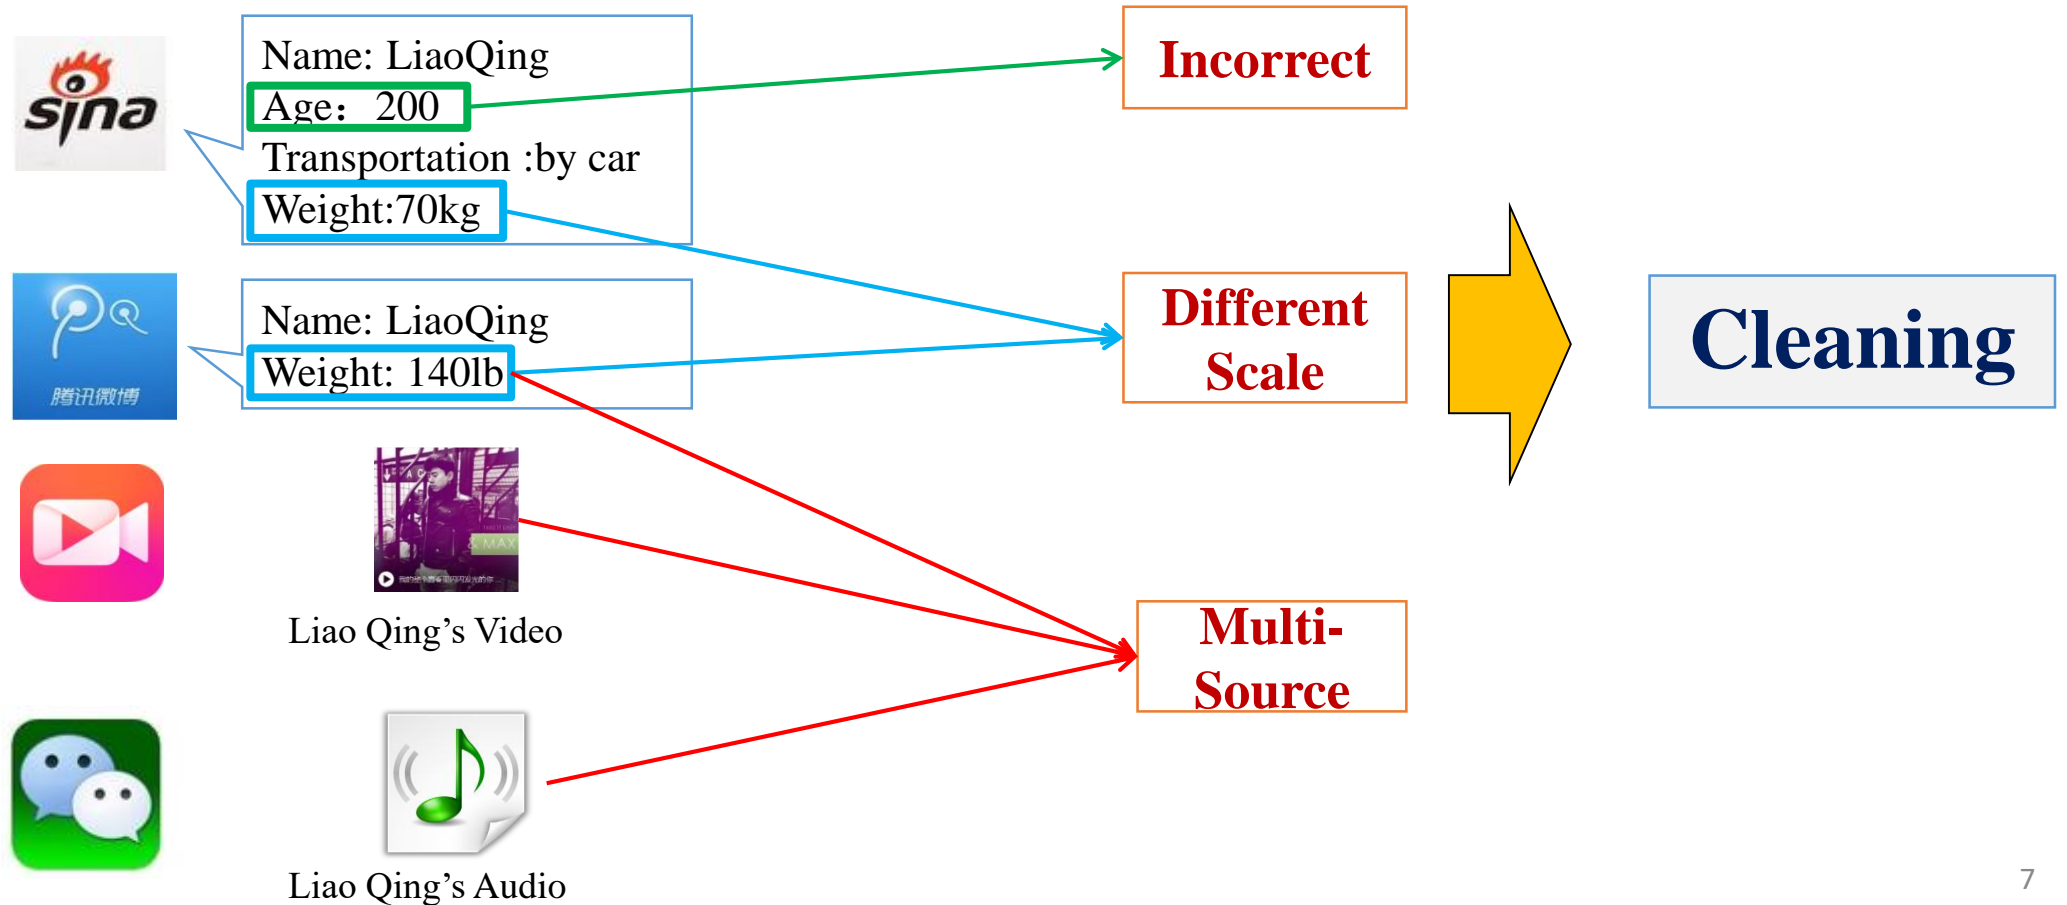 sina
Name: LiaoQing
Age： 200
Transportation :by car
Weight:70kg
Incorrect
腾讯微博
Name: LiaoQing
Weight: 140lb
Different
Scale
Cleaning
& MAX
Liao Qing’s Video
Multi-
Source
Liao Qing’s Audio
7